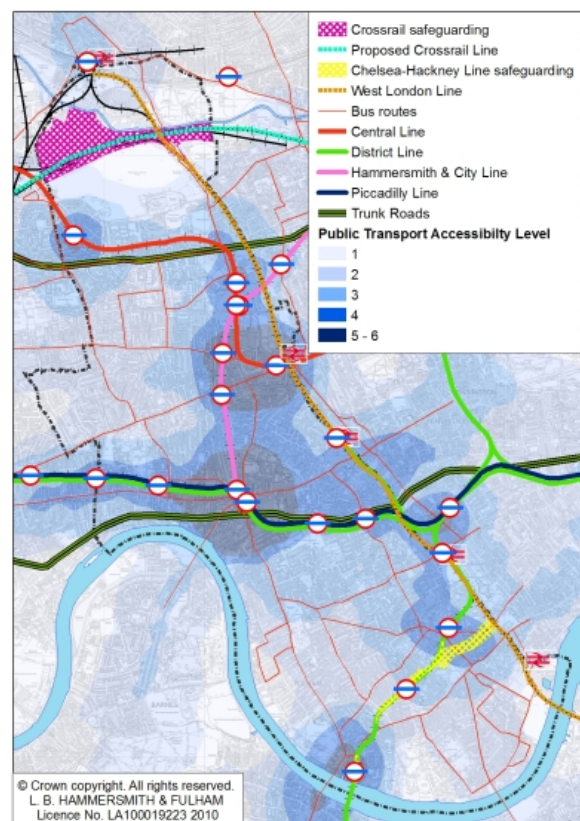 Crossrail safeguarding
Proposed Crossrail Line
Chelsea-Hackney Line safeguarding
West London Line
Bus routes
Central Line
District Line
Hammersmith & City Line
Piccadilly Line
Trunk Roads
Public Transport Accessibilty Level
1
2
3
4
5 - 6
BARNES
© Crown copyright. All rights reserved.
L. B. HAMMERSMITH & FULHAM
Licence No. LA100019223 2010